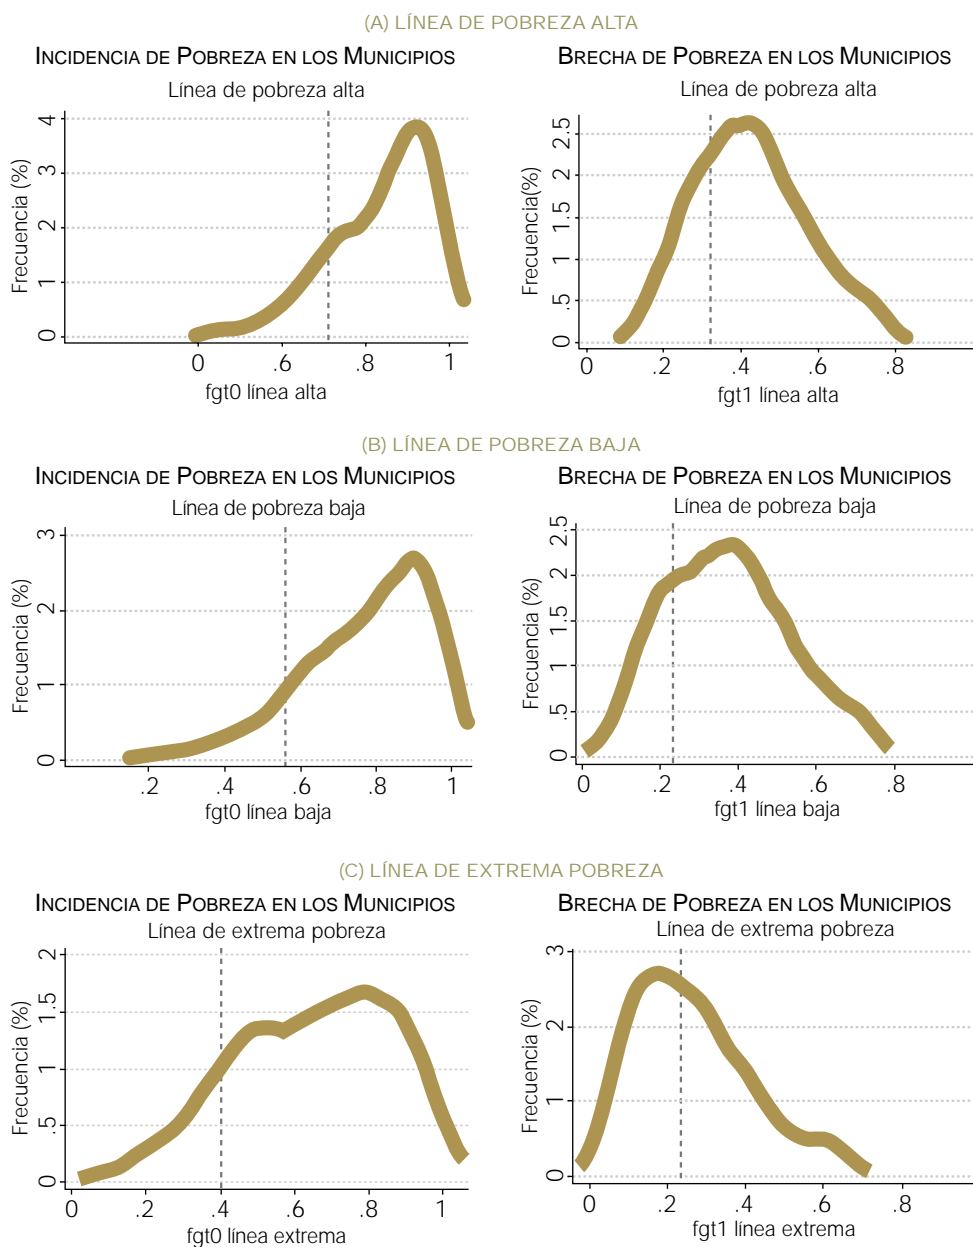 (A) LÍNEA DE POBREZA ALTA
INCIDENCIA DE POBREZA EN LOS MUNICIPIOS
Línea de pobreza alta
Frecuencia (%)
4
3
2
1
0
0 .6 .8 1
fgt0 línea alta
BRECHA DE POBREZA EN LOS MUNICIPIOS
Línea de pobreza alta
Frecuencia(%)
2.5
2
1.5
1
.5
0
0 .2 .4 .6 .8
fgt1 línea alta
(B) LÍNEA DE POBREZA BAJA
INCIDENCIA DE POBREZA EN LOS MUNICIPIOS
Línea de pobreza baja
Frecuencia (%)
3
2
1
0
.2 .4 .6 .8 1
fgt0 línea baja
BRECHA DE POBREZA EN LOS MUNICIPIOS
Línea de pobreza baja
Frecuencia (%)
2.5
2
1.5
1
.5
0
0 .2 .4 .6 .8
fgt1 línea baja
(C) LÍNEA DE EXTREMA POBREZA
INCIDENCIA DE POBREZA EN LOS MUNICIPIOS
Línea de extrema pobreza
Frecuencia (%)
2
1.5
1
.5
0
0 .2 .4 .6 .8 1
fgt0 línea extrema
BRECHA DE POBREZA EN LOS MUNICIPIOS
Línea de extrema pobreza
Frecuencia (%)
3
2
1
0
0 .2 .4 .6 .8
fgt1 línea extrema